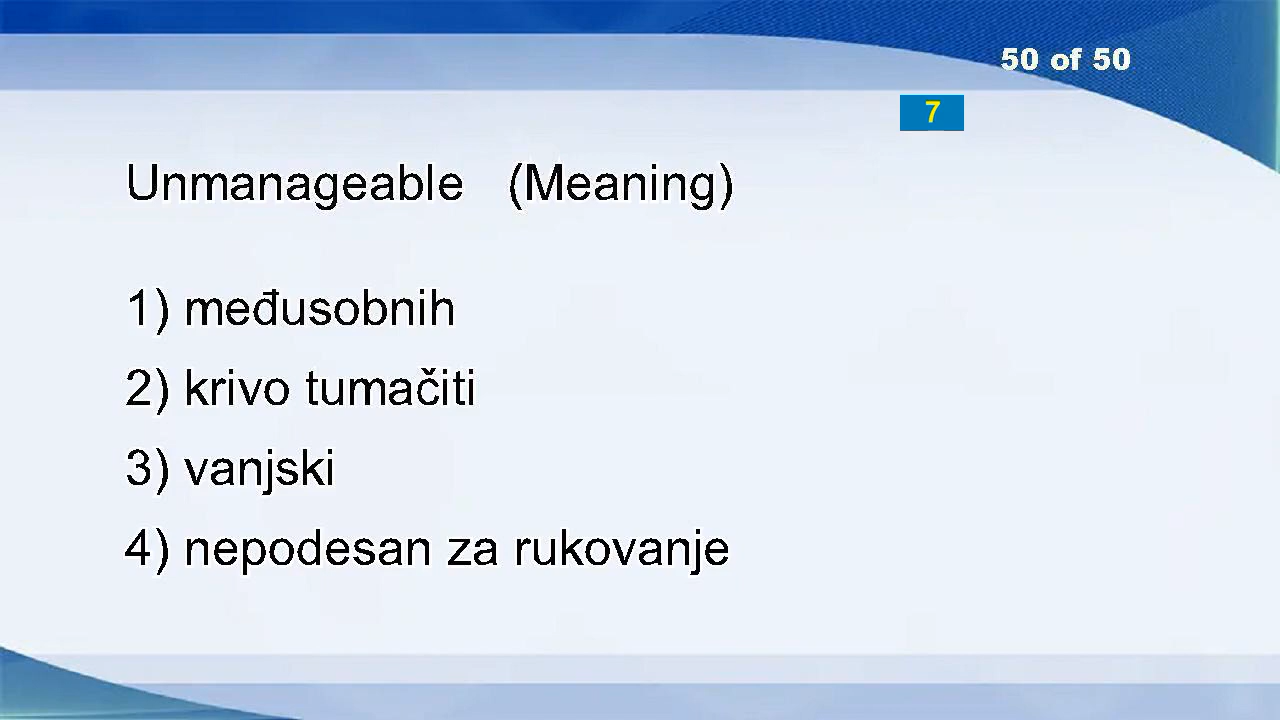 50 of 50
7
Unmanageable (Meaning)
1) međusobnih
2) krivo tumačiti
3) vanjski
4) nepodesan za rukovanje